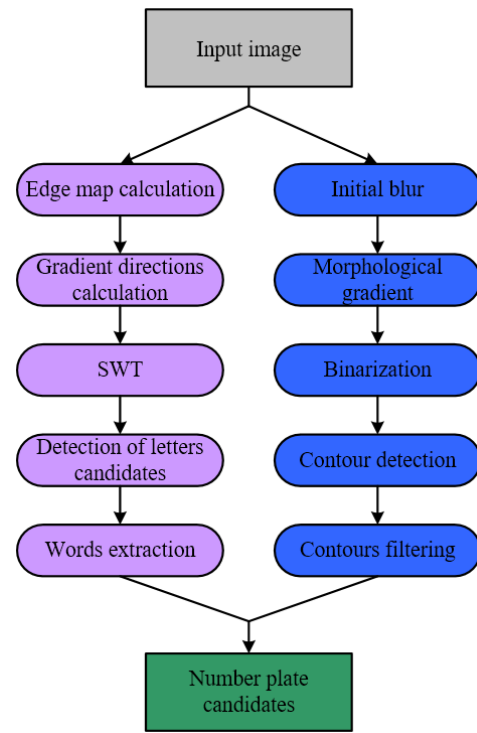 Input image
Edge map calculation
Gradient directions
calculation
SWT
Detection of letters
candidates
Words extraction
Initial blur
Morphological
gradient
Binarization
Contour detection
Contours filtering
Number plate
candidates